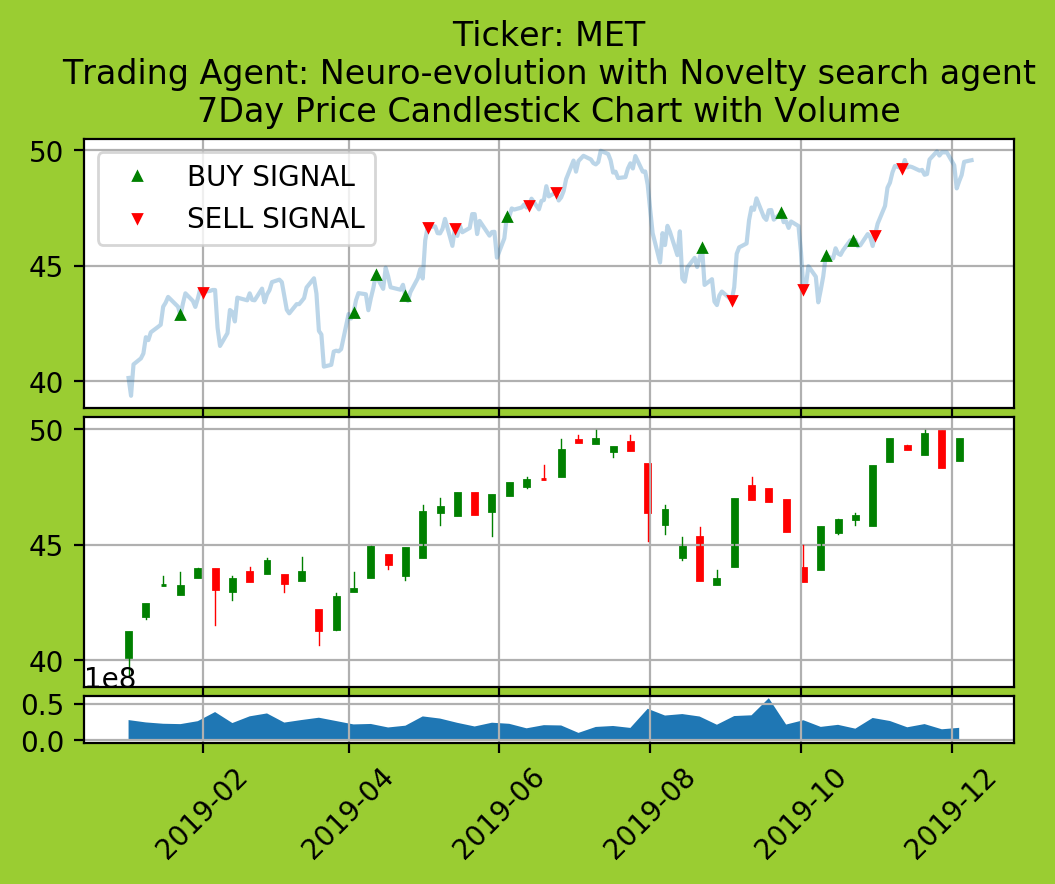 Ticker: MET
Trading Agent: Neuro-evolution with Novelty search agent
7Day Price Candlestick Chart with Volume
50
45
40
BUY SIGNAL
SELL SIGNAL
50
45
40
1e8
0.5
0.0
2019-02
2019-04
2019-06
2019-08
2019-10
2019-12